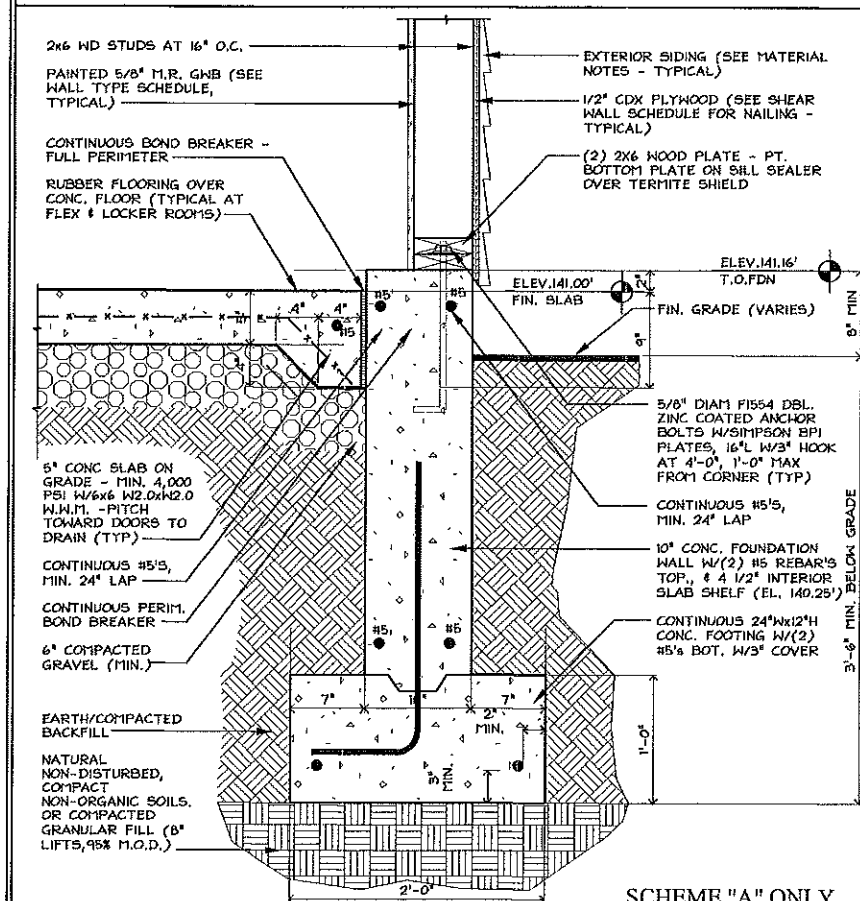 2x6 WD STUDS AT 16" O.C.
PAINTED 5/8" M.R. GWB (SEE
WALL TYPE SCHEDULE,
TYPICAL)
CONTINUOUS BOND BREAKER -
FULL PERIMETER
RUBBER FLOORING OVER
CONC. FLOOR (TYPICAL AT
FLEX & LOCKER ROOMS)
EXTERIOR SIDING (SEE MATERIAL
NOTES - TYPICAL)
1/2" CDX PLYWOOD (SEE SHEAR
WALL SCHEDULE FOR NAILING -
TYPICAL)
(2) 2X6 WOOD PLATE - PT.
BOTTOM PLATE ON SILL SEALER
OVER TERMITE SHIELD
ELEV.141.00'
FIN. SLAB
ELEV.141.16'
T.O.FDN
2"
8" MIN
FIN. GRADE (VARIES)
9"
4"
4"
#5
#5
#5
5" CONC SLAB ON
GRADE - MIN. 4,000
PSI W/6x6 W2.0xW2.0
W.W.M. -PITCH
TOWARD DOORS TO
DRAIN (TYP)
CONTINUOUS #5'S,
MIN. 24" LAP
CONTINUOUS PERIM.
BOND BREAKER
6" COMPACTED
GRAVEL (MIN.)
EARTH/COMPACTED
BACKFILL
NATURAL
NON-DISTURBED,
COMPACT
NON-ORGANIC SOILS.
OR COMPACTED
GRANULAR FILL (8"
LIFTS,95% M.O.D.)
5/8" DIAM F1554 DBL.
ZINC COATED ANCHOR
BOLTS W/SIMPSON BP1
PLATES, 16"L W/3" HOOK
AT 4'-0", 1'-0" MAX
FROM CORNER (TYP)
CONTINUOUS #5'S,
MIN. 24" LAP
10" CONC. FOUNDATION
WALL W/(2) #5 REBAR'S
TOP., & 4 1/2" INTERIOR
SLAB SHELF (EL. 140.25')
CONTINUOUS 24"Wx12"H
CONC. FOOTING W/(2)
#5's BOT. W/3" COVER
3'-6" MIN. BELOW GRADE
#5
#5
7"
7"
2"
MIN.
3"
MIN.
1'-0"
2'-0"
SCHEME "A" ONLY